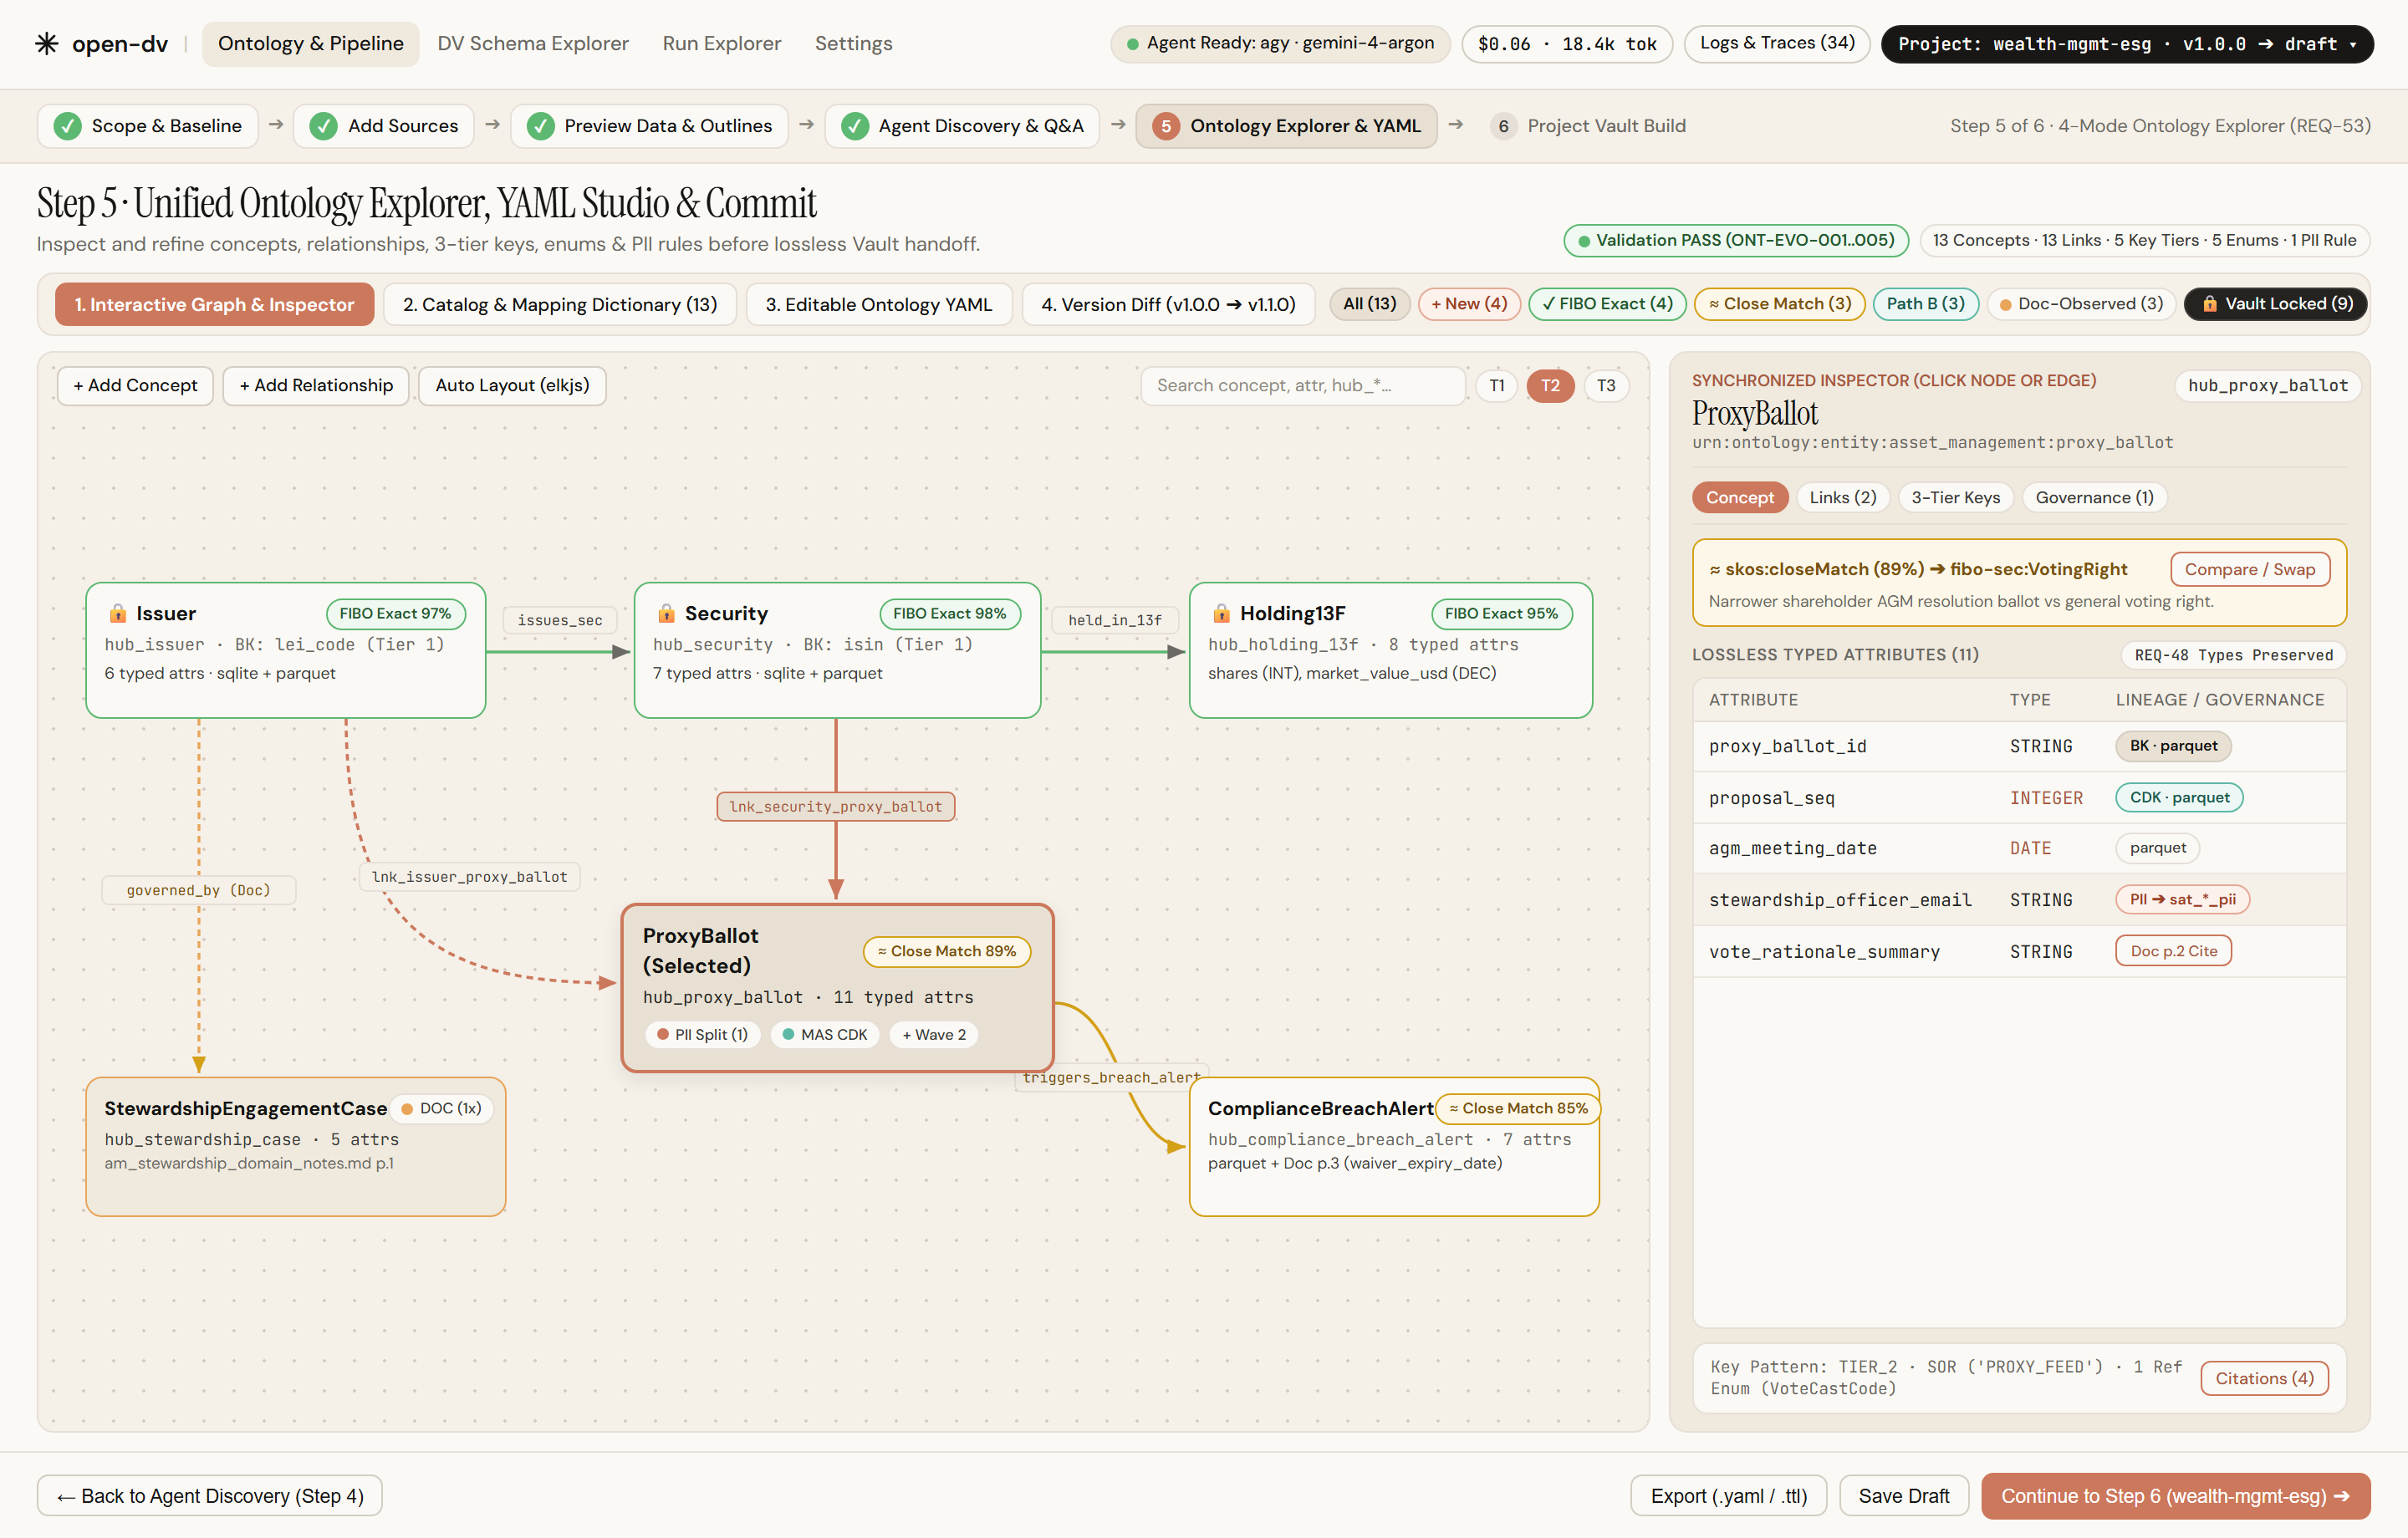 open-dv
Ontology & Pipeline
DV Schema Explorer
Run Explorer
Settings
Agent Ready: agy · gemini-4-argon
$0.06 · 18.4k tok
Logs & Traces (34)
Project: wealth-mgmt-esg · v1.0.0 ➔ draft ▾
✓ Scope & Baseline ➔
✓ Add Sources ➔
✓ Preview Data & Outlines ➔
✓ Agent Discovery & Q&A ➔
5 Ontology Explorer & YAML ➔
6 Project Vault Build
Step 5 of 6 · 4-Mode Ontology Explorer (REQ-53)
Step 5 · Unified Ontology Explorer, YAML Studio & Commit
Inspect and refine concepts, relationships, 3-tier keys, enums & PII rules before lossless Vault handoff.
Validation PASS (ONT-EVO-001..005)
13 Concepts · 13 Links · 5 Key Tiers · 5 Enums · 1 PII Rule
1. Interactive Graph & Inspector
2. Catalog & Mapping Dictionary (13)
3. Editable Ontology YAML
4. Version Diff (v1.0.0 ➔ v1.1.0)
All (13)
+ New (4)
✓ FIBO Exact (4)
≈ Close Match (3)
Path B (3)
Doc-Observed (3)
🔒 Vault Locked (9)
+ Add Concept
+ Add Relationship
Auto Layout (elkjs)
Search concept, attr, hub_*...
T1
T2
T3
🔒 Issuer
FIBO Exact 97%
hub_issuer · BK: lei_code (Tier 1)
6 typed attrs · sqlite + parquet
issues_sec
🔒 Security
FIBO Exact 98%
hub_security · BK: isin (Tier 1)
7 typed attrs · sqlite + parquet
held_in_13f
🔒 Holding13F
FIBO Exact 95%
hub_holding_13f · 8 typed attrs
shares (INT), market_value_usd (DEC)
lnk_security_proxy_ballot
governed_by (Doc)
lnk_issuer_proxy_ballot
ProxyBallot
(Selected)
≈ Close Match 89%
hub_proxy_ballot · 11 typed attrs
PII Split (1)
MAS CDK
+ Wave 2
triggers_breach_alert
StewardshipEngagementCase
DOC (1x)
hub_stewardship_case · 5 attrs
am_stewardship_domain_notes.md p.1
ComplianceBreachAlert
≈ Close Match 85%
hub_compliance_breach_alert · 7 attrs
parquet + Doc p.3 (waiver_expiry_date)
SYNCHRONIZED INSPECTOR (CLICK NODE OR EDGE)
hub_proxy_ballot
ProxyBallot
urn:ontology:entity:asset_management:proxy_ballot
Concept
Links (2)
3-Tier Keys
Governance (1)
≈ skos:closeMatch (89%) ➔ fibo-sec:VotingRight
Compare / Swap
Narrower shareholder AGM resolution ballot vs general voting right.
LOSSLESS TYPED ATTRIBUTES (11)
REQ-48 Types Preserved
ATTRIBUTE TYPE LINEAGE / GOVERNANCE
proxy_ballot_id STRING BK · parquet
proposal_seq INTEGER CDK · parquet
agm_meeting_date DATE parquet
stewardship_officer_email STRING PII ➔ sat_*_pii
vote_rationale_summary STRING Doc p.2 Cite
Key Pattern: TIER_2 · SOR ('PROXY_FEED') · 1 Ref
Enum (VoteCastCode)
Citations (4)
← Back to Agent Discovery (Step 4)
Export (.yaml / .ttl)
Save Draft
Continue to Step 6 (wealth-mgmt-esg) ➔